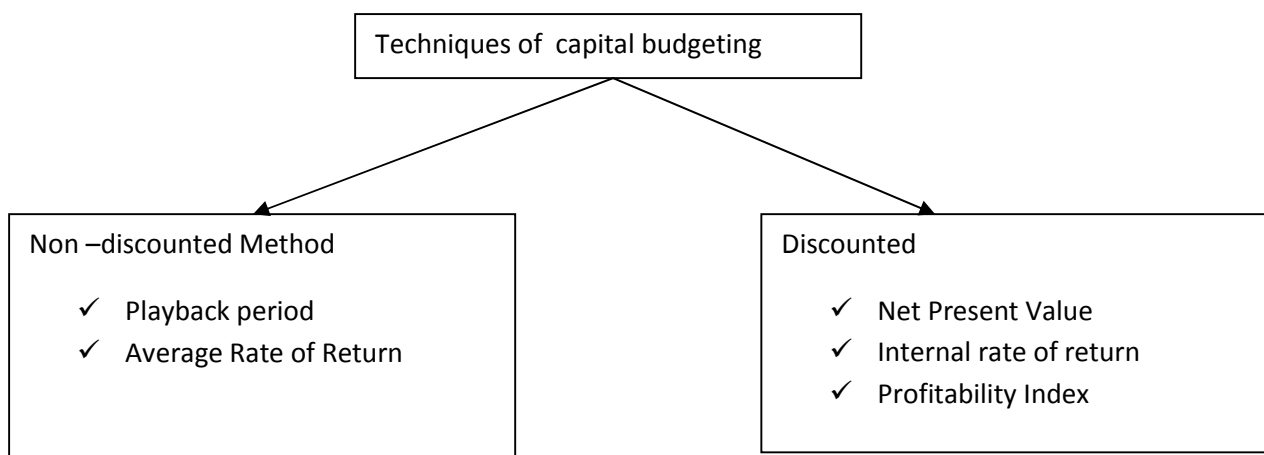 Techniques of  capital budgeting
Non –discounted Method
✓ Playback period
✓ Average Rate of Return
Discounted
✓ Net Present Value
✓ Internal rate of return
✓ Profitability Index